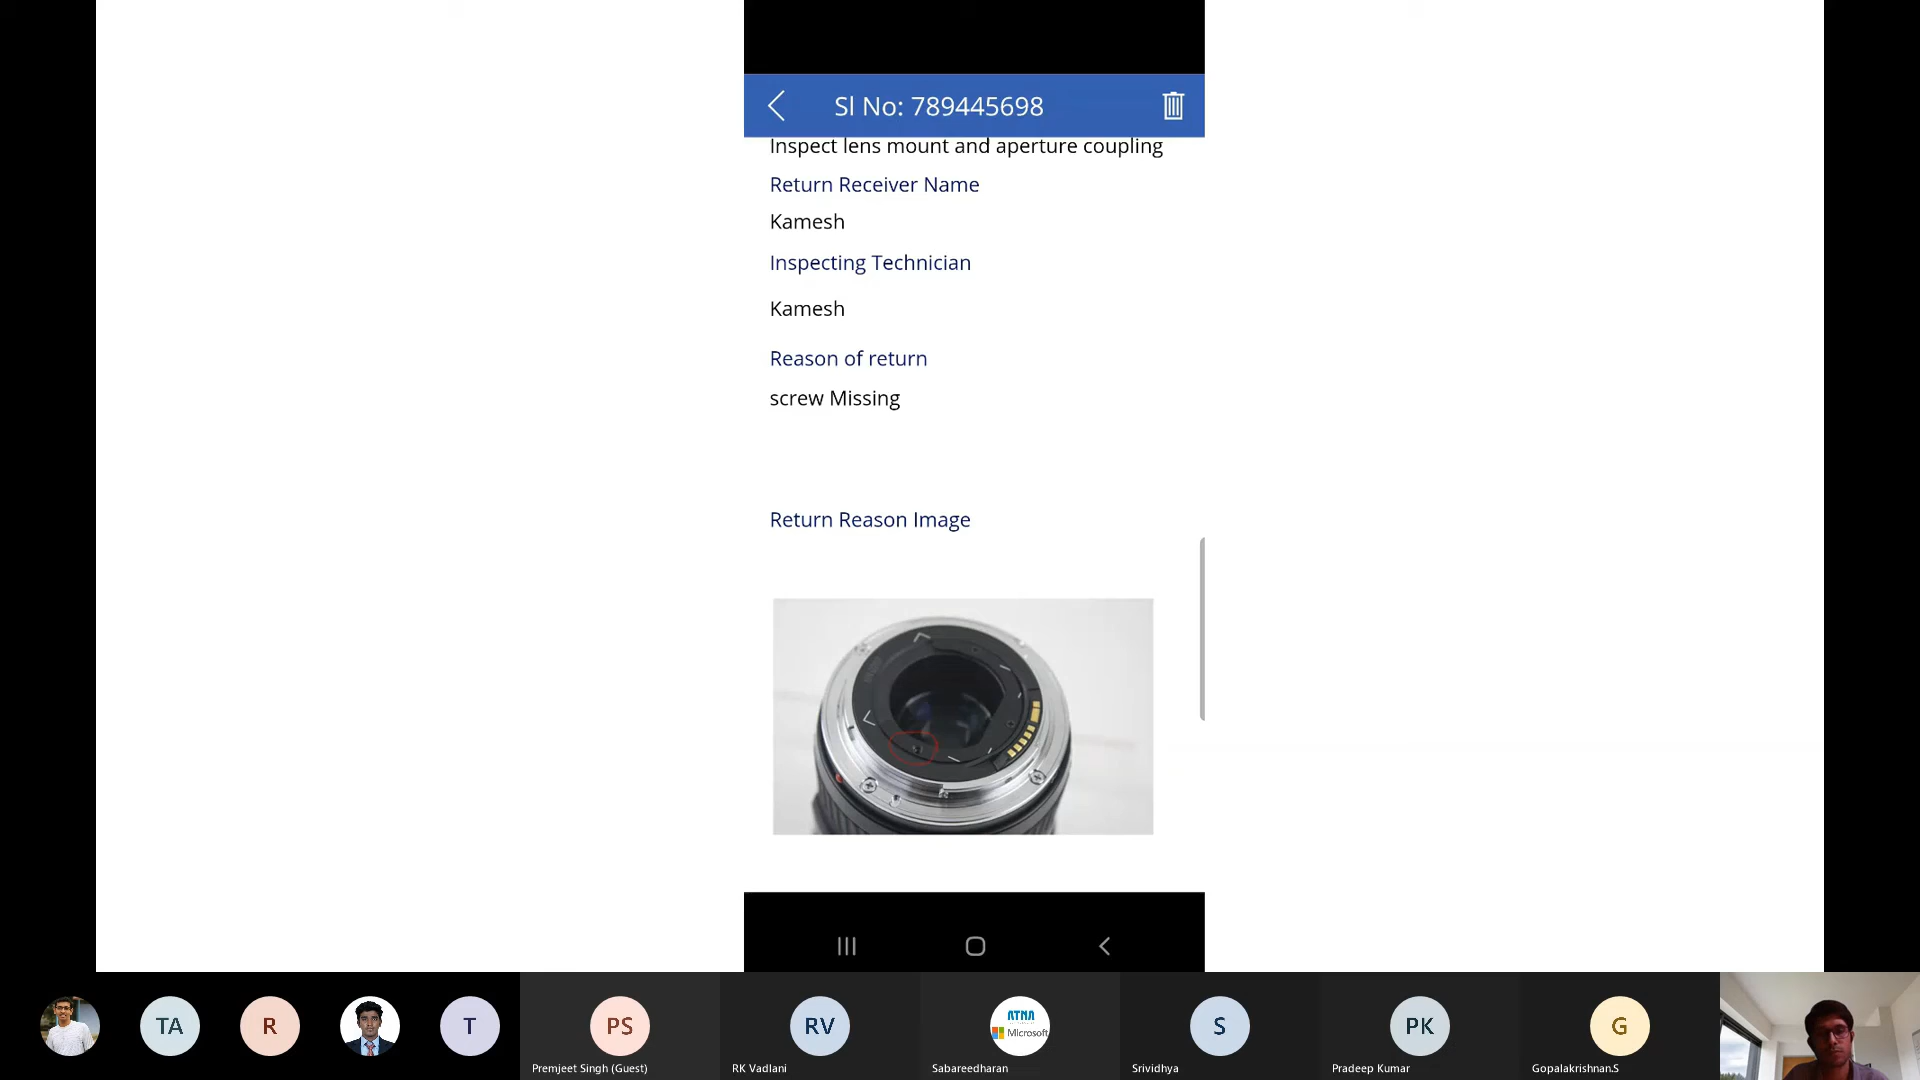 Sl No: 789445698
Inspect lens mount and aperture coupling
Return Receiver Name
Kamesh
Inspecting Technician
Kamesh
Reason of return
screw Missing
Return Reason Image
TA
R
T
PS
RV
ATNA
Microsoft
S
PK
G
Premjeet Singh (Guest)
RK Vadlani
Sabareedharan
Srividhya
Pradeep Kumar
Gopalakrishnan.S